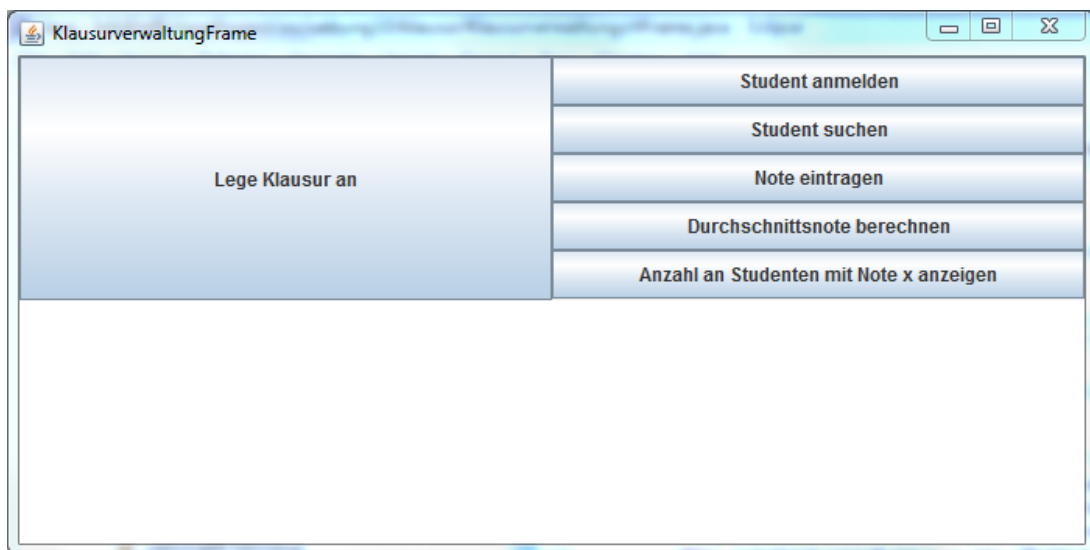 KlausurverwaltungFrame
Lege Klausur an
Student anmelden
Student suchen
Note eintragen
Durchschnittsnote berechnen
Anzahl an Studenten mit Note x anzeigen